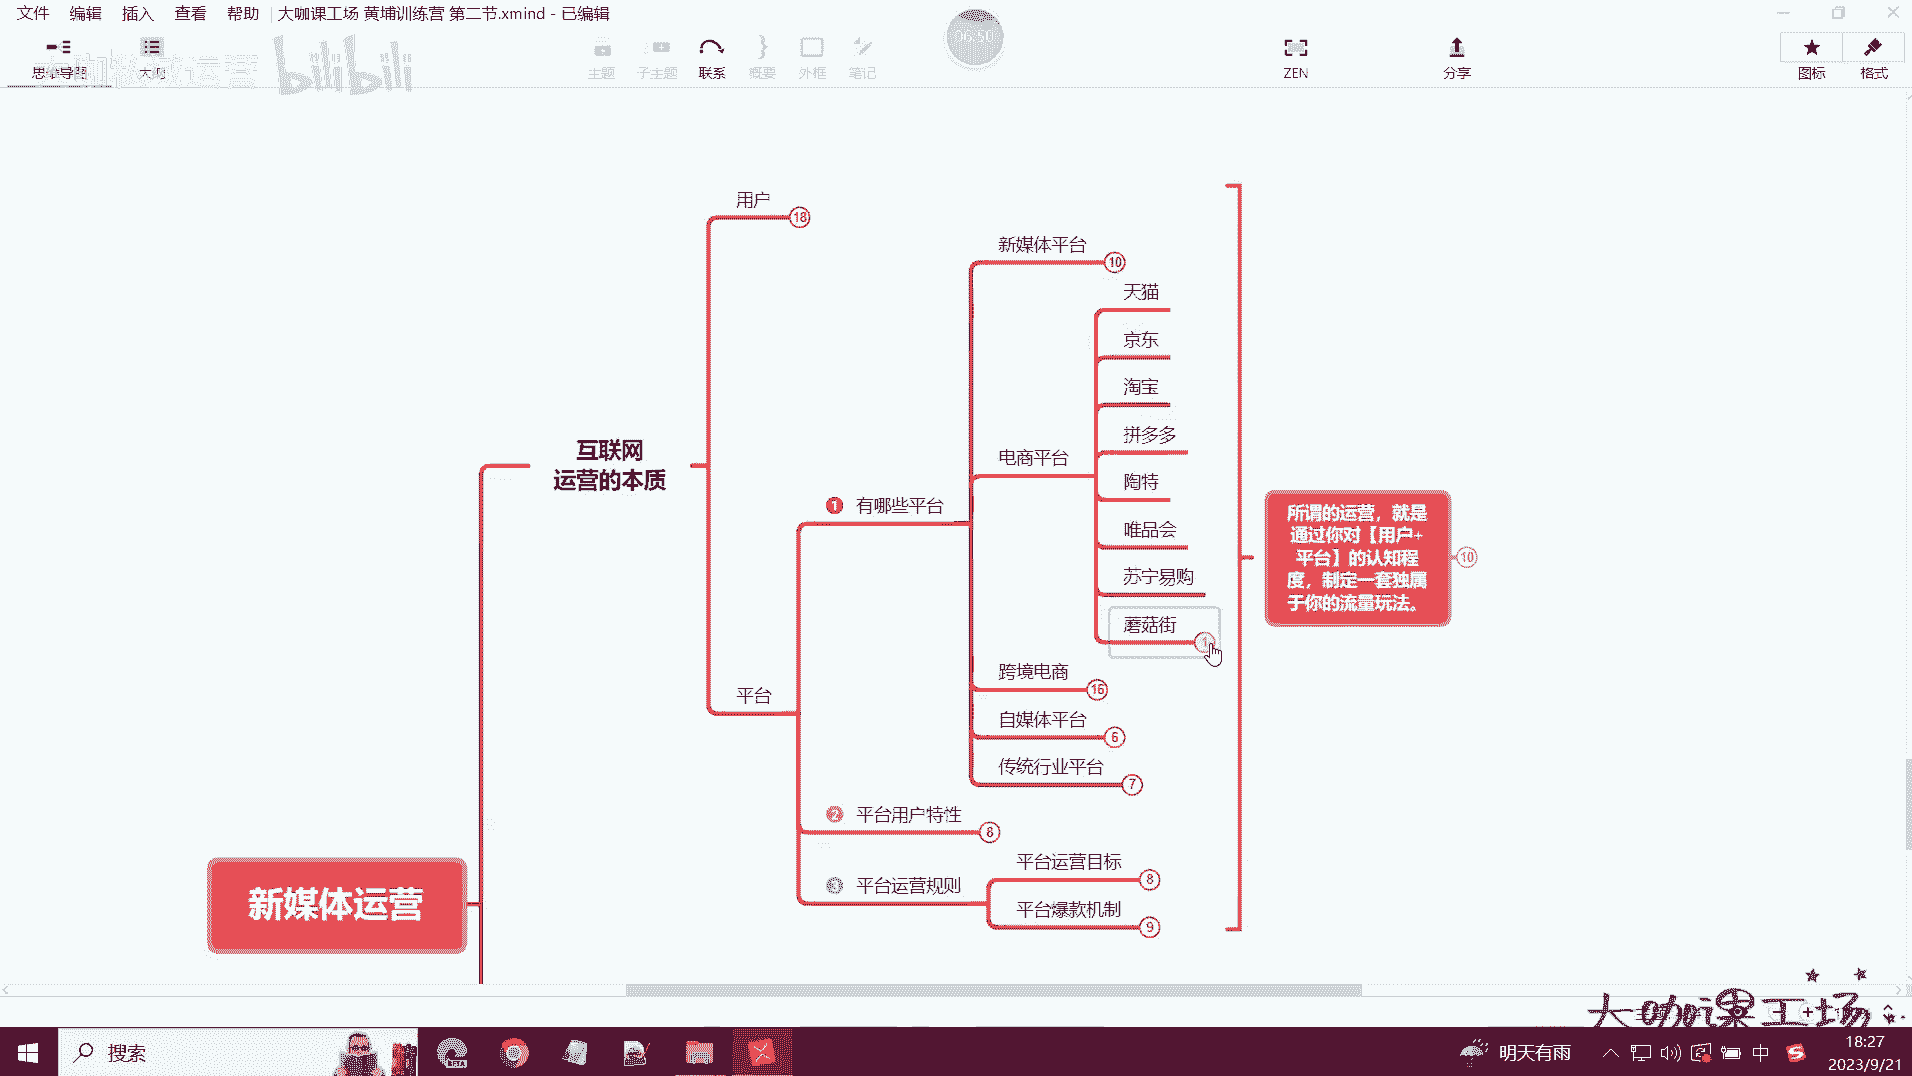 文件 编辑 插入 查看 帮助 大咖课工场 黄埔训练营 第二节.xmind - 已编辑
06:50
思维导图 大纲 主题 子主题 联系 概要 外框 笔记 ZEN 分享 图标 格式
bilibili
用户 18
新媒体平台 10
天猫
京东
淘宝
拼多多
电商平台
陶特
唯品会
苏宁易购
蘑菇街 1
互联网
运营的本质
1 有哪些平台
所谓的运营，就是
通过你对【用户+
平台】的认知程
度，制定一套独属
于你的流量玩法。
10
跨境电商 16
平台
自媒体平台 6
传统行业平台 7
2 平台用户特性 8
平台运营目标 8
3 平台运营规则
平台爆款机制 9
新媒体运营
大咖课工场
搜索
BETA
明天有雨
中
18:27
2023/9/21